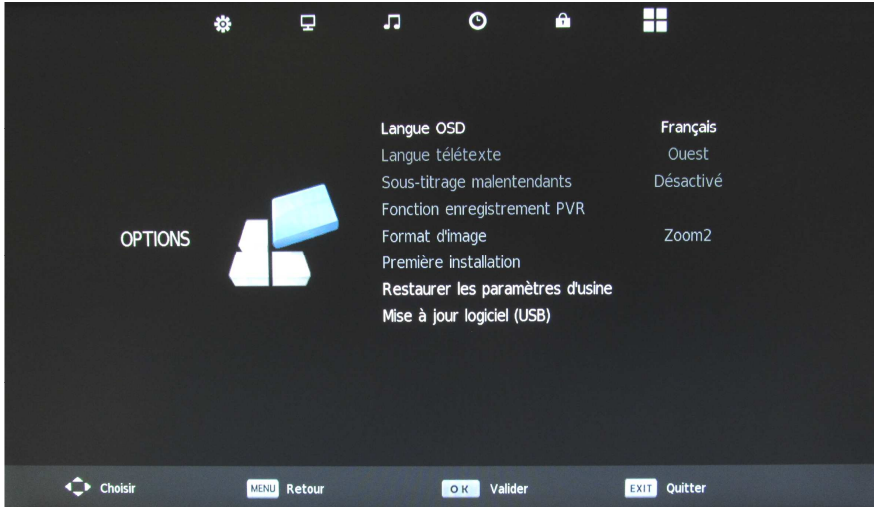 Langue OSD Français
Langue télétexte Ouest
Sous-titrage malentendants Désactivé
Fonction enregistrement PVR
OPTIONS
Format d'image Zoom2
Première installation
Restaurer les paramètres d'usine
Mise à jour logiciel (USB)
Choisir MENU Retour OK Valider EXIT Quitter